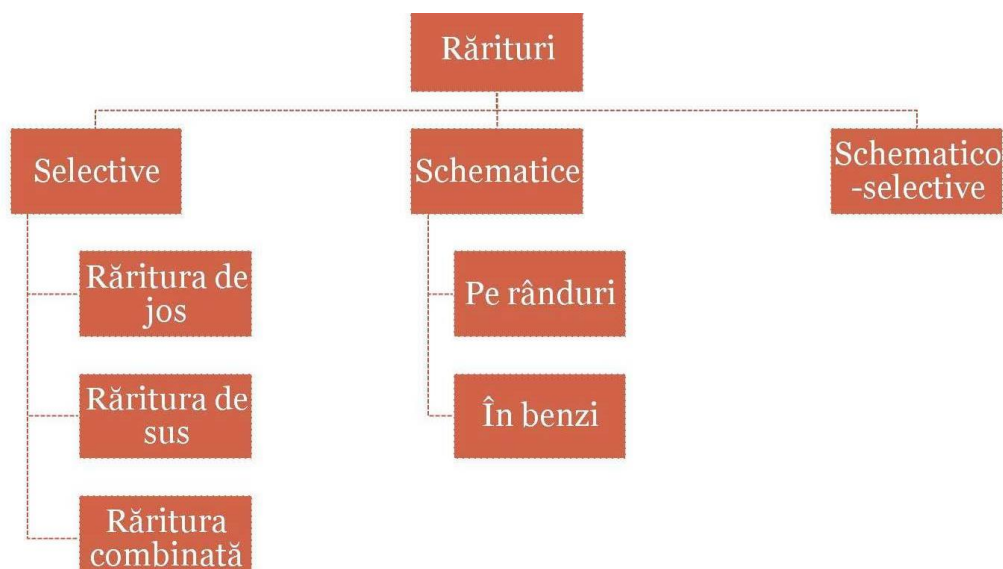 Rărituri
Selective
Schematice
Schematico
-selective
Răritura de
jos
Pe rânduri
Răritura de
sus
În benzi
Răritura
combinată